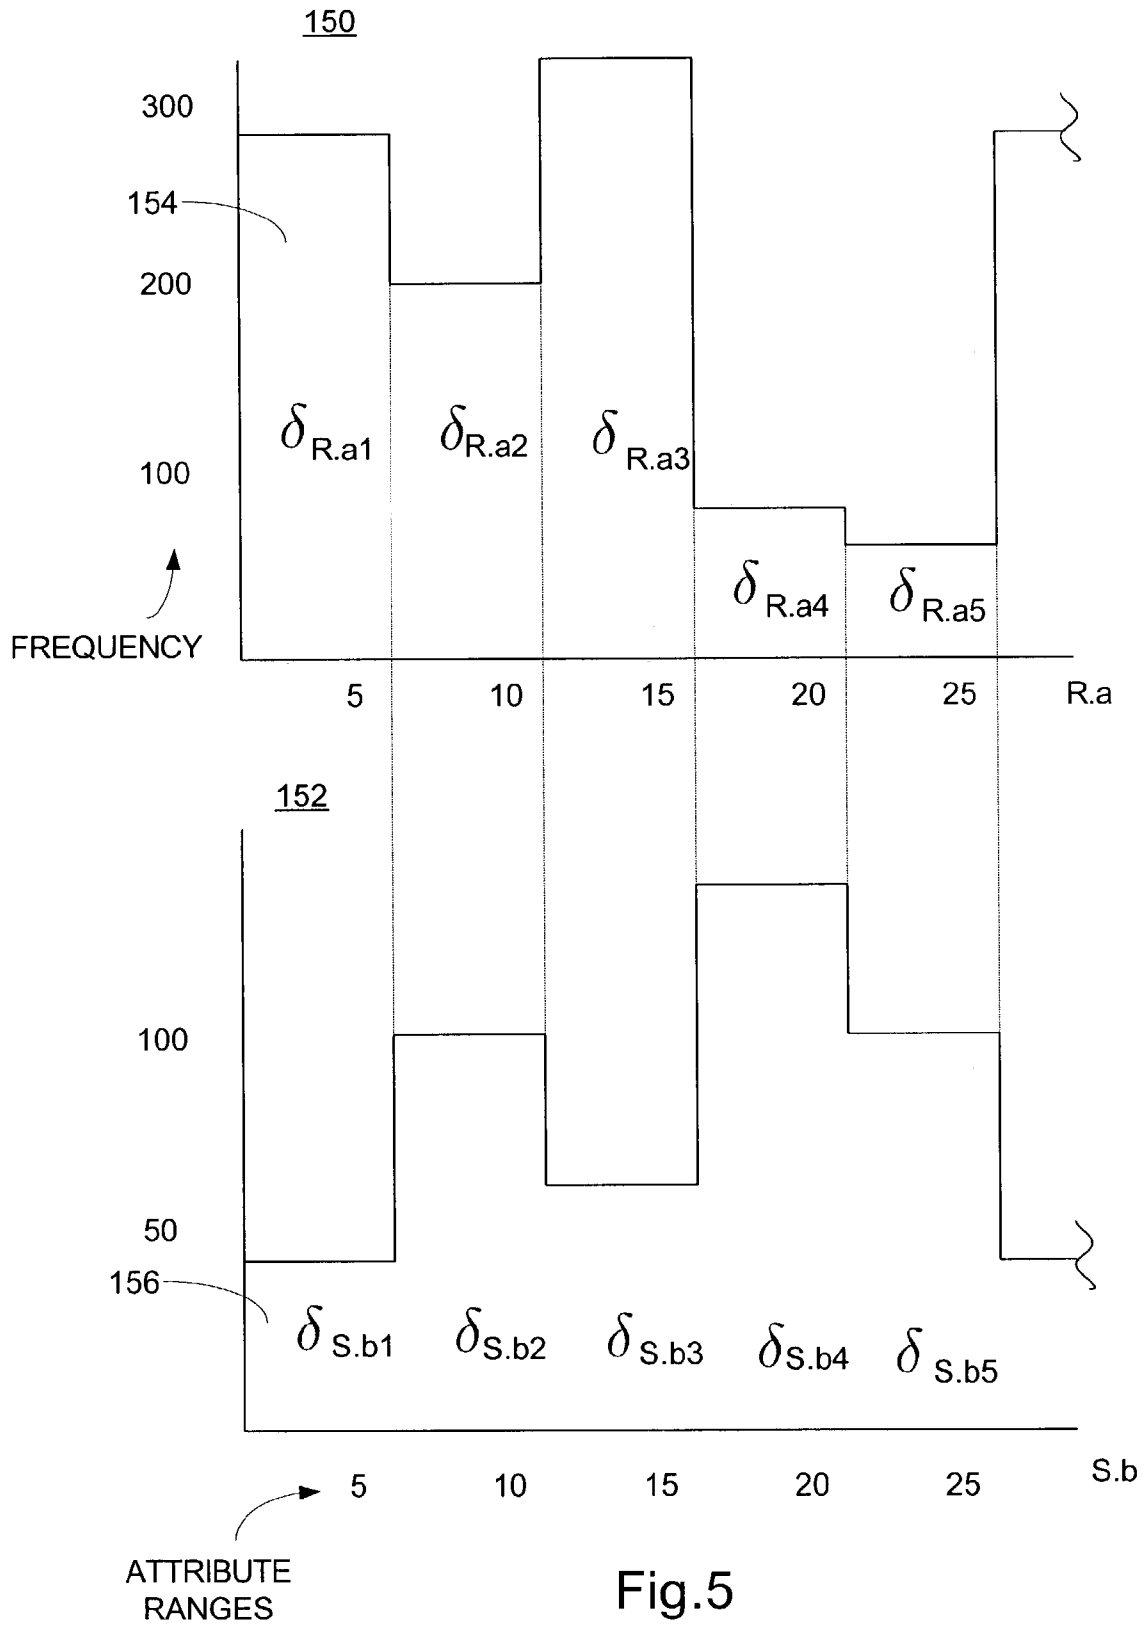 150
300
154
200
δR.a1 δR.a2 δR.a3
100
δR.a4 δR.a5
FREQUENCY
5 10 15 20 25 R.a
152
100
50
156
δS.b1 δS.b2 δS.b3 δS.b4 δS.b5
5 10 15 20 25 S.b
ATTRIBUTE
RANGES
Fig.5